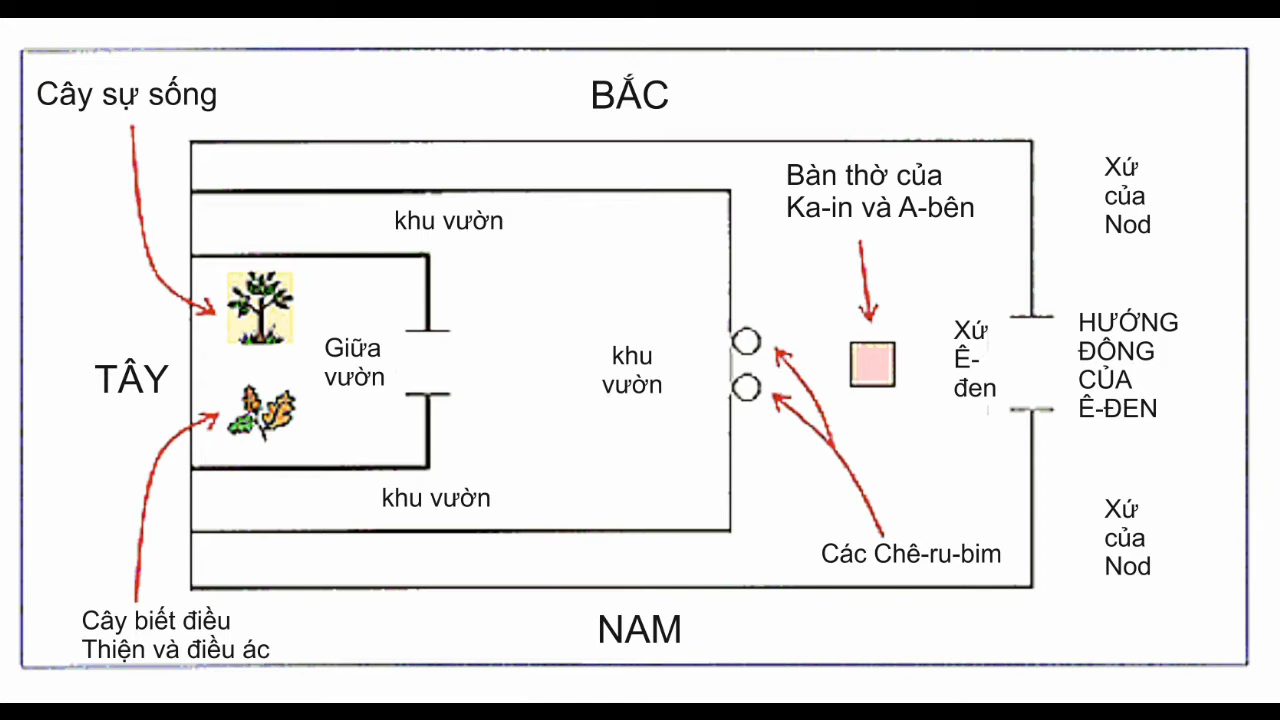 Cây sự sống
BẮC
Xứ
của
Nod
Bàn thờ của
Ka-in và A-bên
khu vườn
Giữa
vườn
TÂY
khu
vườn
Xứ
Ê-
đen
HƯỚNG
ĐÔNG
CỦA
Ê-ĐEN
khu vườn
Xứ
của
Nod
Các Chê-ru-bim
Cây biết điều
Thiện và điều ác
NAM